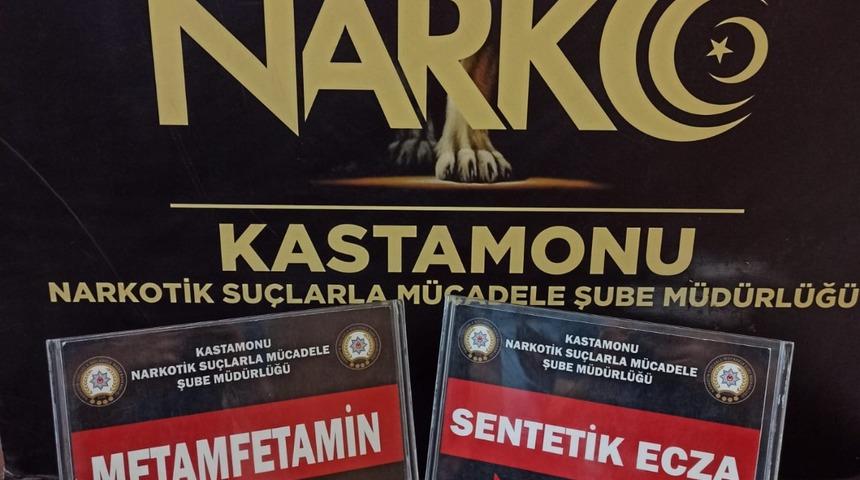 NARKO
KASTAMONU
NARKOTİK SUÇLARLA MÜCADELE ŞUBE MÜDÜRLÜĞÜ
KASTAMONU
NARKOTİK SUÇLARLA MÜCADELE
ŞUBE MÜDÜRLÜĞÜ
METAMFETAMİN
KASTAMONU
NARKOTİK SUÇLARLA MÜCADELE
ŞUBE MÜDÜRLÜĞÜ
SENTETİK ECZA